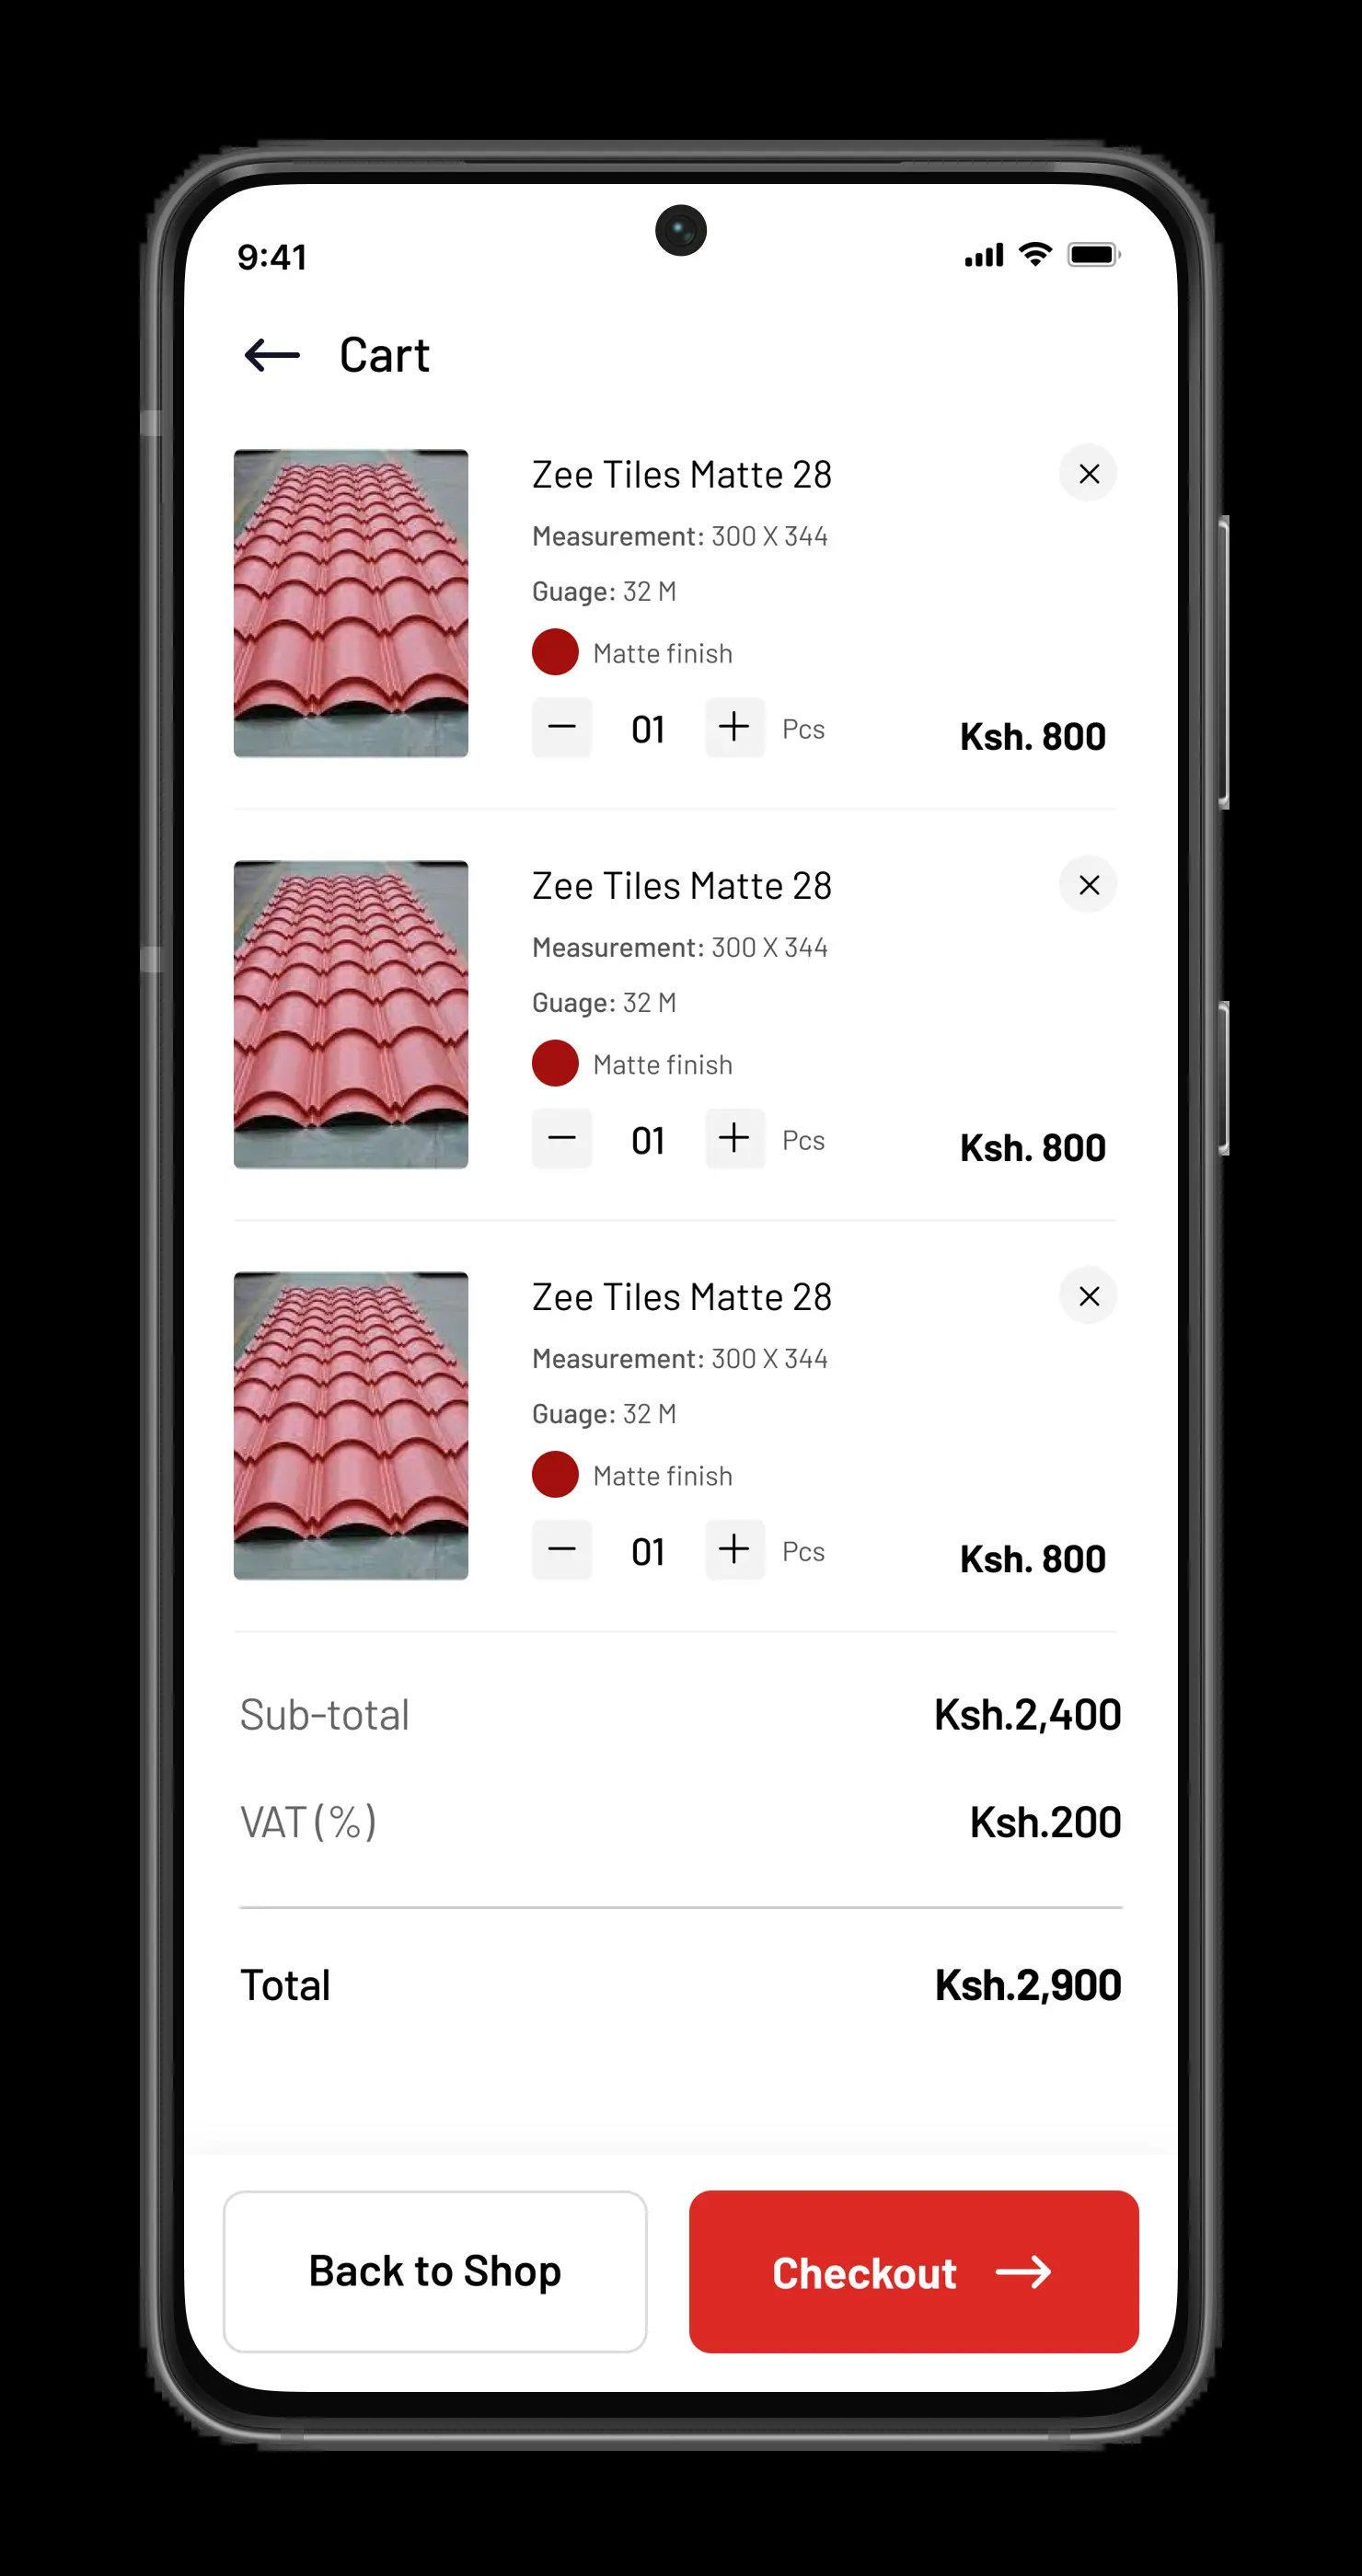 9:41
Cart
Zee Tiles Matte 28
Measurement: 300 X 344
Guage: 32 M
Matte finish
01 Pcs Ksh. 800
Zee Tiles Matte 28
Measurement: 300 X 344
Guage: 32 M
Matte finish
01 Pcs Ksh. 800
Zee Tiles Matte 28
Measurement: 300 X 344
Guage: 32 M
Matte finish
01 Pcs Ksh. 800
Sub-total Ksh.2,400
VAT (%) Ksh.200
Total Ksh.2,900
Back to Shop Checkout